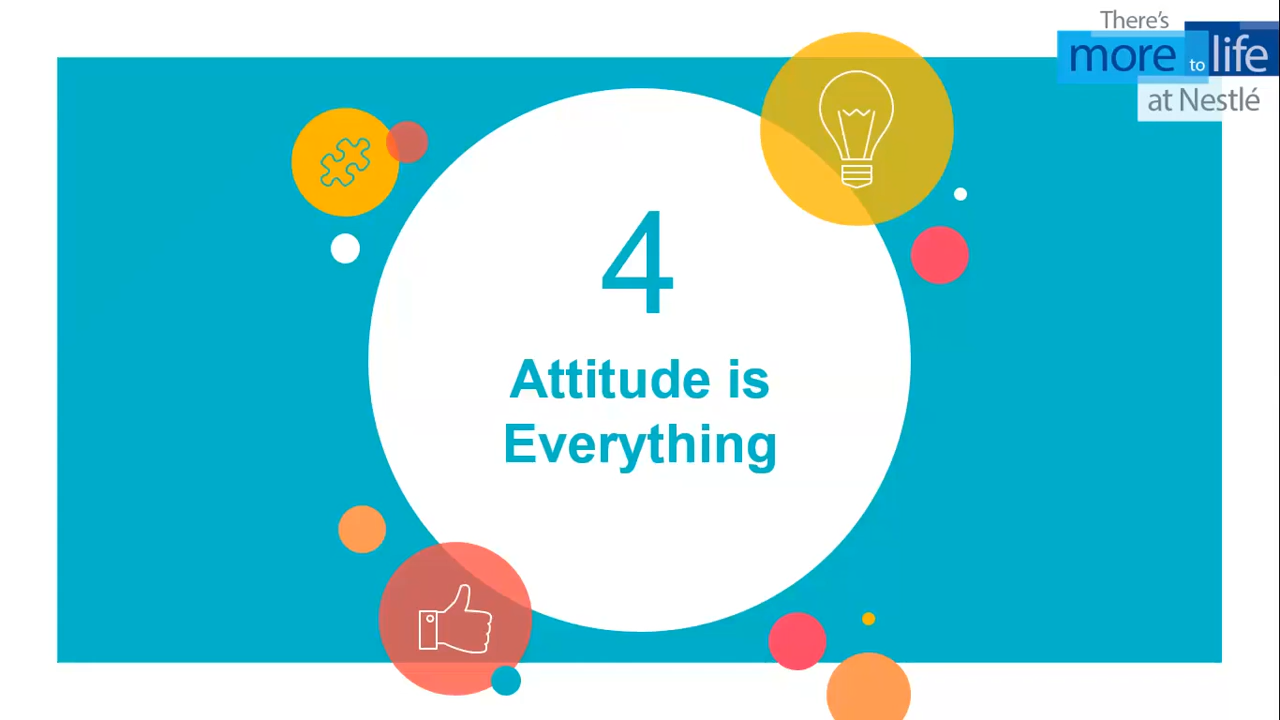 There's
more to life
at Nestlé
4
Attitude is
Everything